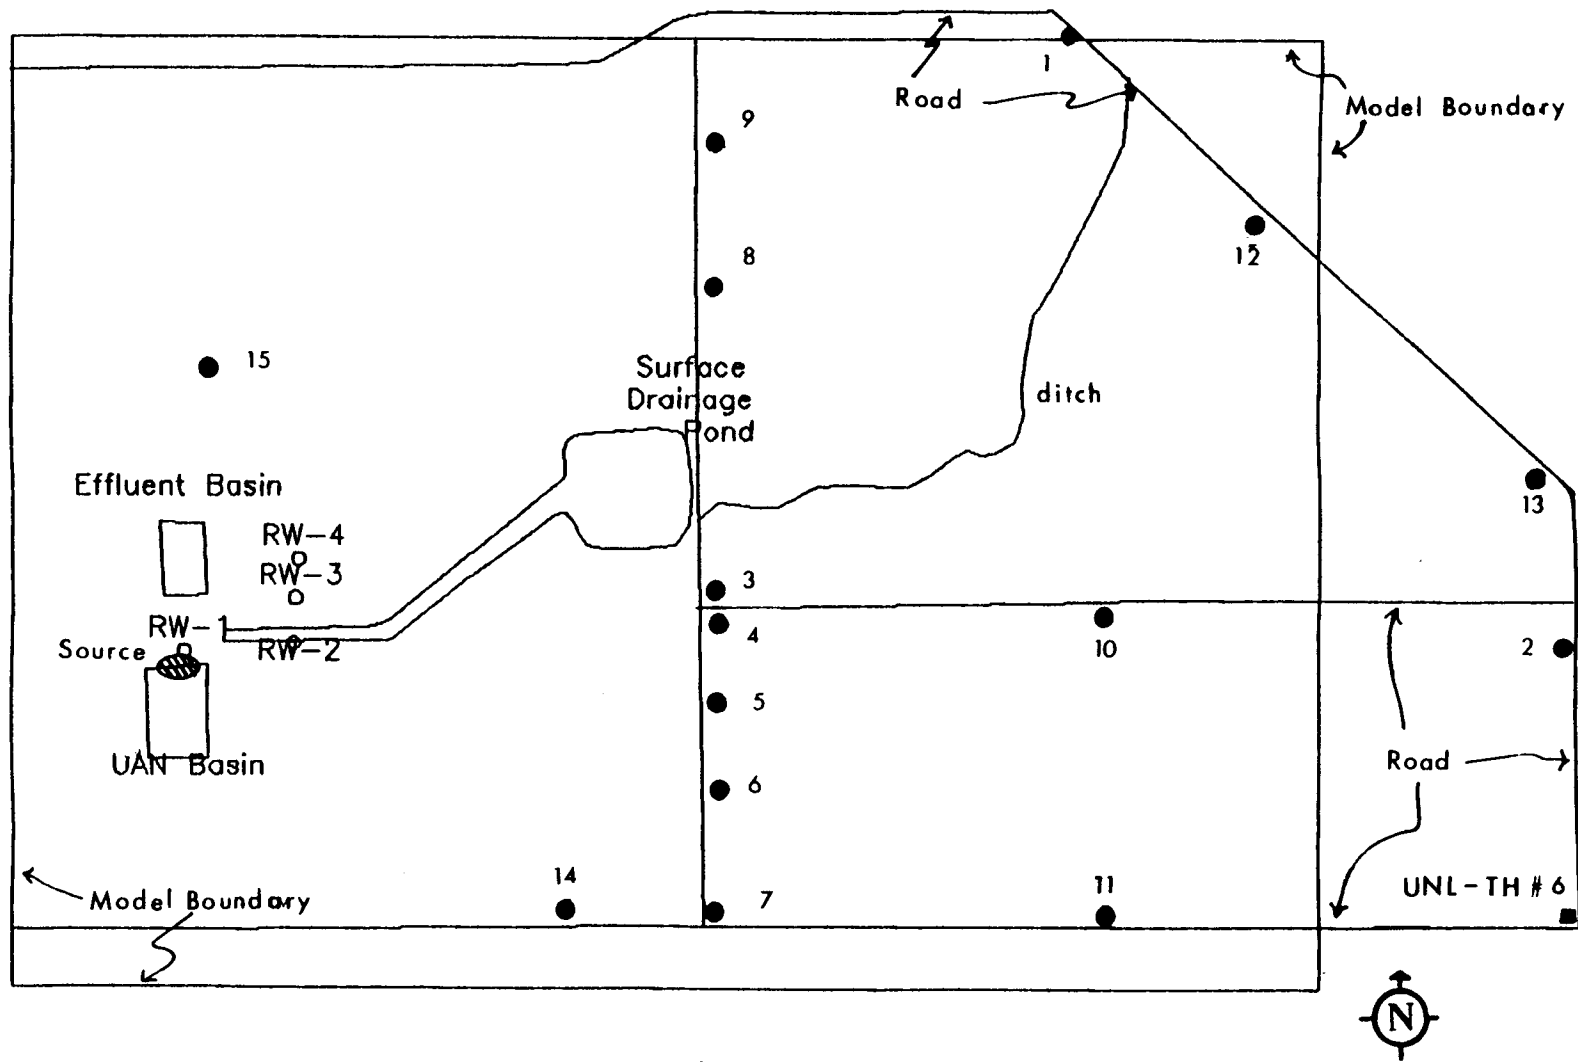 1
Road
Model Boundary
9
8
12
15
Surface
Drainage
Pond
ditch
Effluent Basin
13
RW-4
RW-3
3
RW-1
4
10
2
Source
RW-2
5
Road
UAN Basin
6
14
11
UNL-TH # 6
Model Boundary
7
N